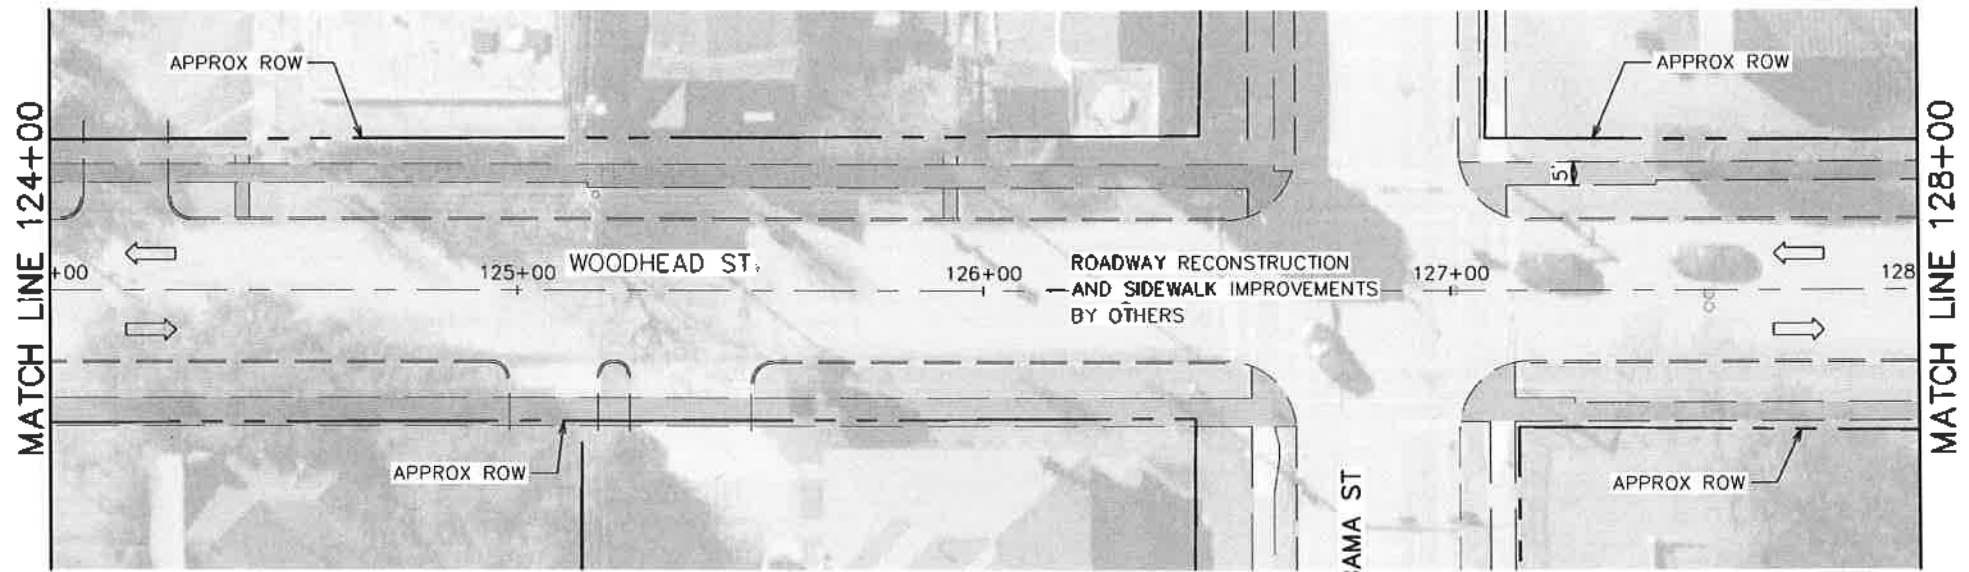 APPROX ROW
APPROX ROW
MATCH LINE 124+00
MATCH LINE 128+00
5'
+00
125+00
WOODHEAD ST.
126+00
ROADWAY RECONSTRUCTION
AND SIDEWALK IMPROVEMENTS
BY OTHERS
127+00
128
APPROX ROW
APPROX ROW
BAMA ST